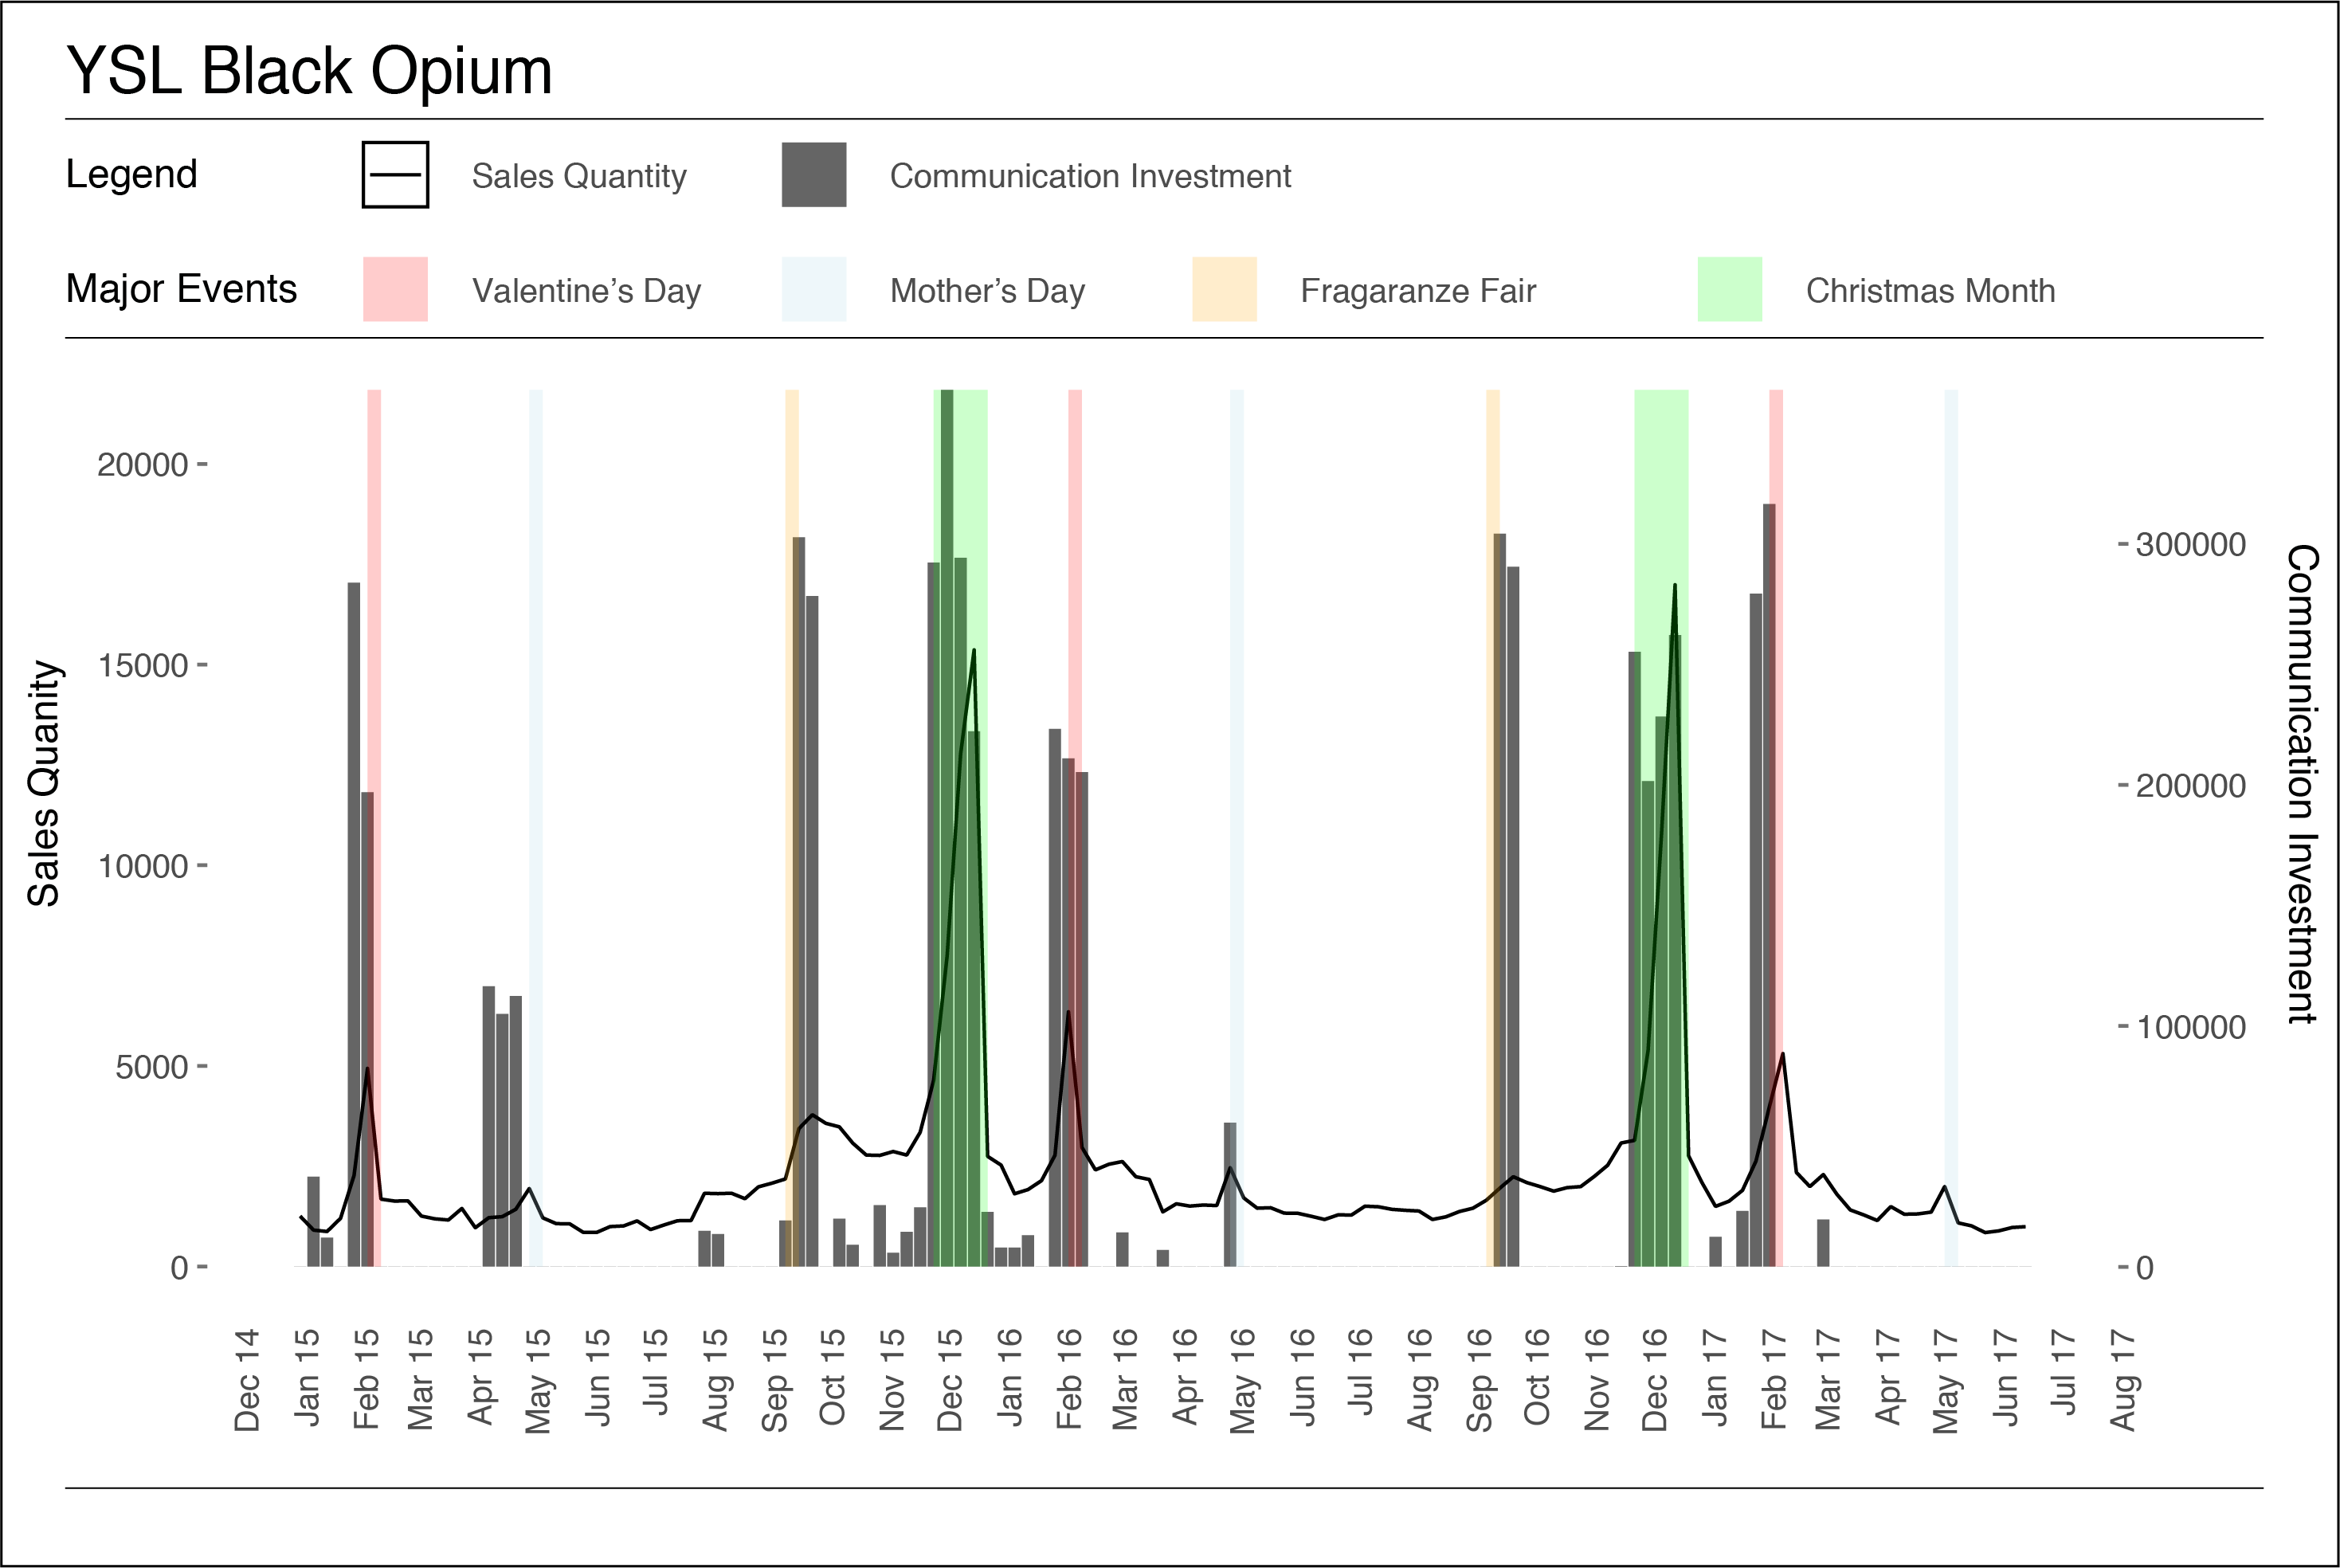 YSL Black Opium
Legend Sales Quantity Communication Investment
Major Events Valentine’s Day Mother’s Day Fragaranze Fair Christmas Month
Sales Quantity
20000
15000
10000
5000
0
300000
200000
100000
0
Communication Investment
Dec 14
Jan 15
Feb 15
Mar 15
Apr 15
May 15
Jun 15
Jul 15
Aug 15
Sep 15
Oct 15
Nov 15
Dec 15
Jan 16
Feb 16
Mar 16
Apr 16
May 16
Jun 16
Jul 16
Aug 16
Sep 16
Oct 16
Nov 16
Dec 16
Jan 17
Feb 17
Mar 17
Apr 17
May 17
Jun 17
Jul 17
Aug 17